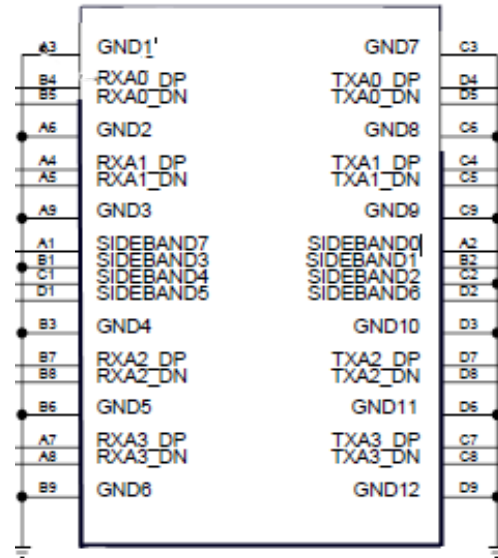 A3 GND1' GND7 C3
B4 RXA0_DP TXA0_DP D4
B5 RXA0_DN TXA0_DN D5
A6 GND2 GND8 C6
A4 RXA1_DP TXA1_DP C4
A5 RXA1_DN TXA1_DN C5
A9 GND3 GND9 C9
A1 SIDEBAND7 SIDEBAND0 A2
B1 SIDEBAND3 SIDEBAND1 B2
C1 SIDEBAND4 SIDEBAND2 C2
D1 SIDEBAND5 SIDEBAND6 D2
B3 GND4 GND10 D3
B7 RXA2_DP TXA2_DP D7
B8 RXA2_DN TXA2_DN D8
B6 GND5 GND11 D6
A7 RXA3_DP TXA3_DP C7
A8 RXA3_DN TXA3_DN C8
B9 GND6 GND12 D9